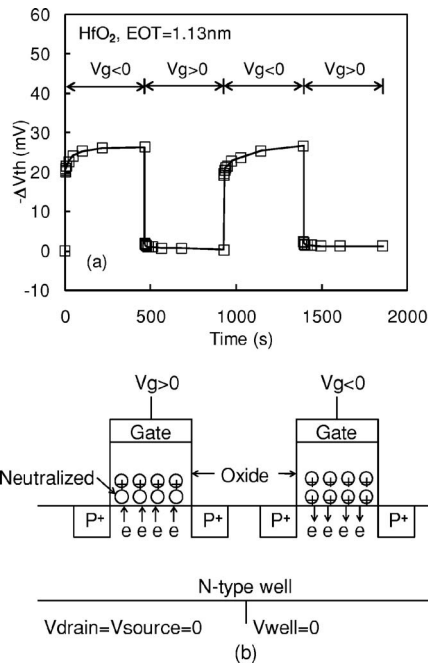 HfO₂, EOT=1.13nm
Vg<0 Vg>0 Vg<0 Vg>0
-ΔVth (mV)
60
50
40
30
20
10
0
-10
(a)
0 500 1000 1500 2000
Time (s)
Vg>0 Vg<0
Gate Gate
Neutralized Oxide
+ + + + + + + +
+ + + +
P+ P+ P+ P+
e e e e e e e e
N-type well
Vdrain=Vsource=0 Vwell=0
(b)